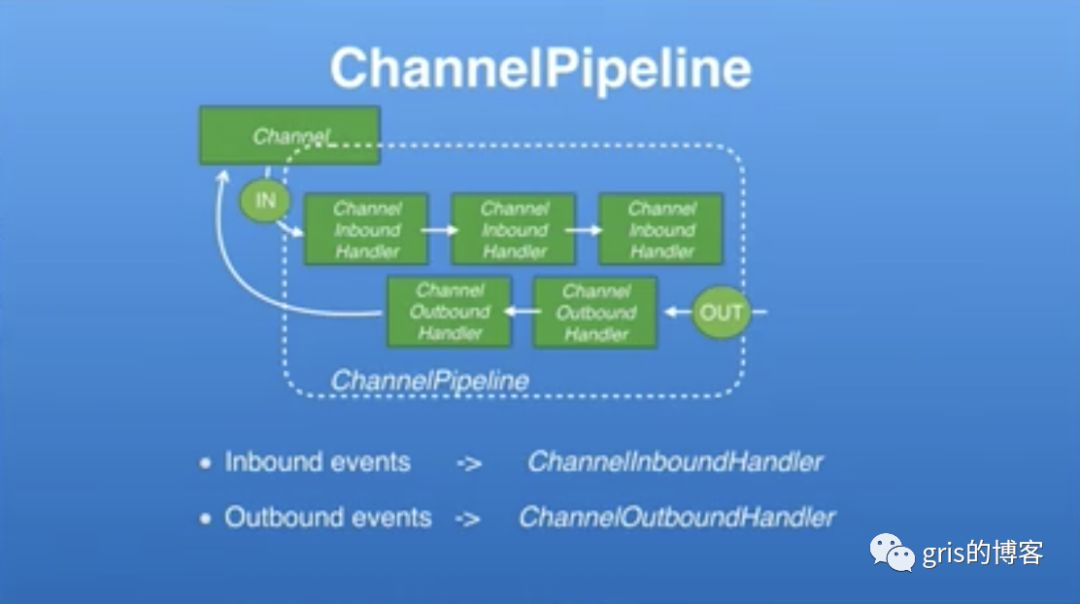 ChannelPipeline
Channel
IN
Channel
Inbound
Handler
Channel
Inbound
Handler
Channel
Inbound
Handler
Channel
Outbound
Handler
Channel
Outbound
Handler
OUT
ChannelPipeline
• Inbound events -> ChannelInboundHandler
• Outbound events -> ChannelOutboundHandler
gris的博客